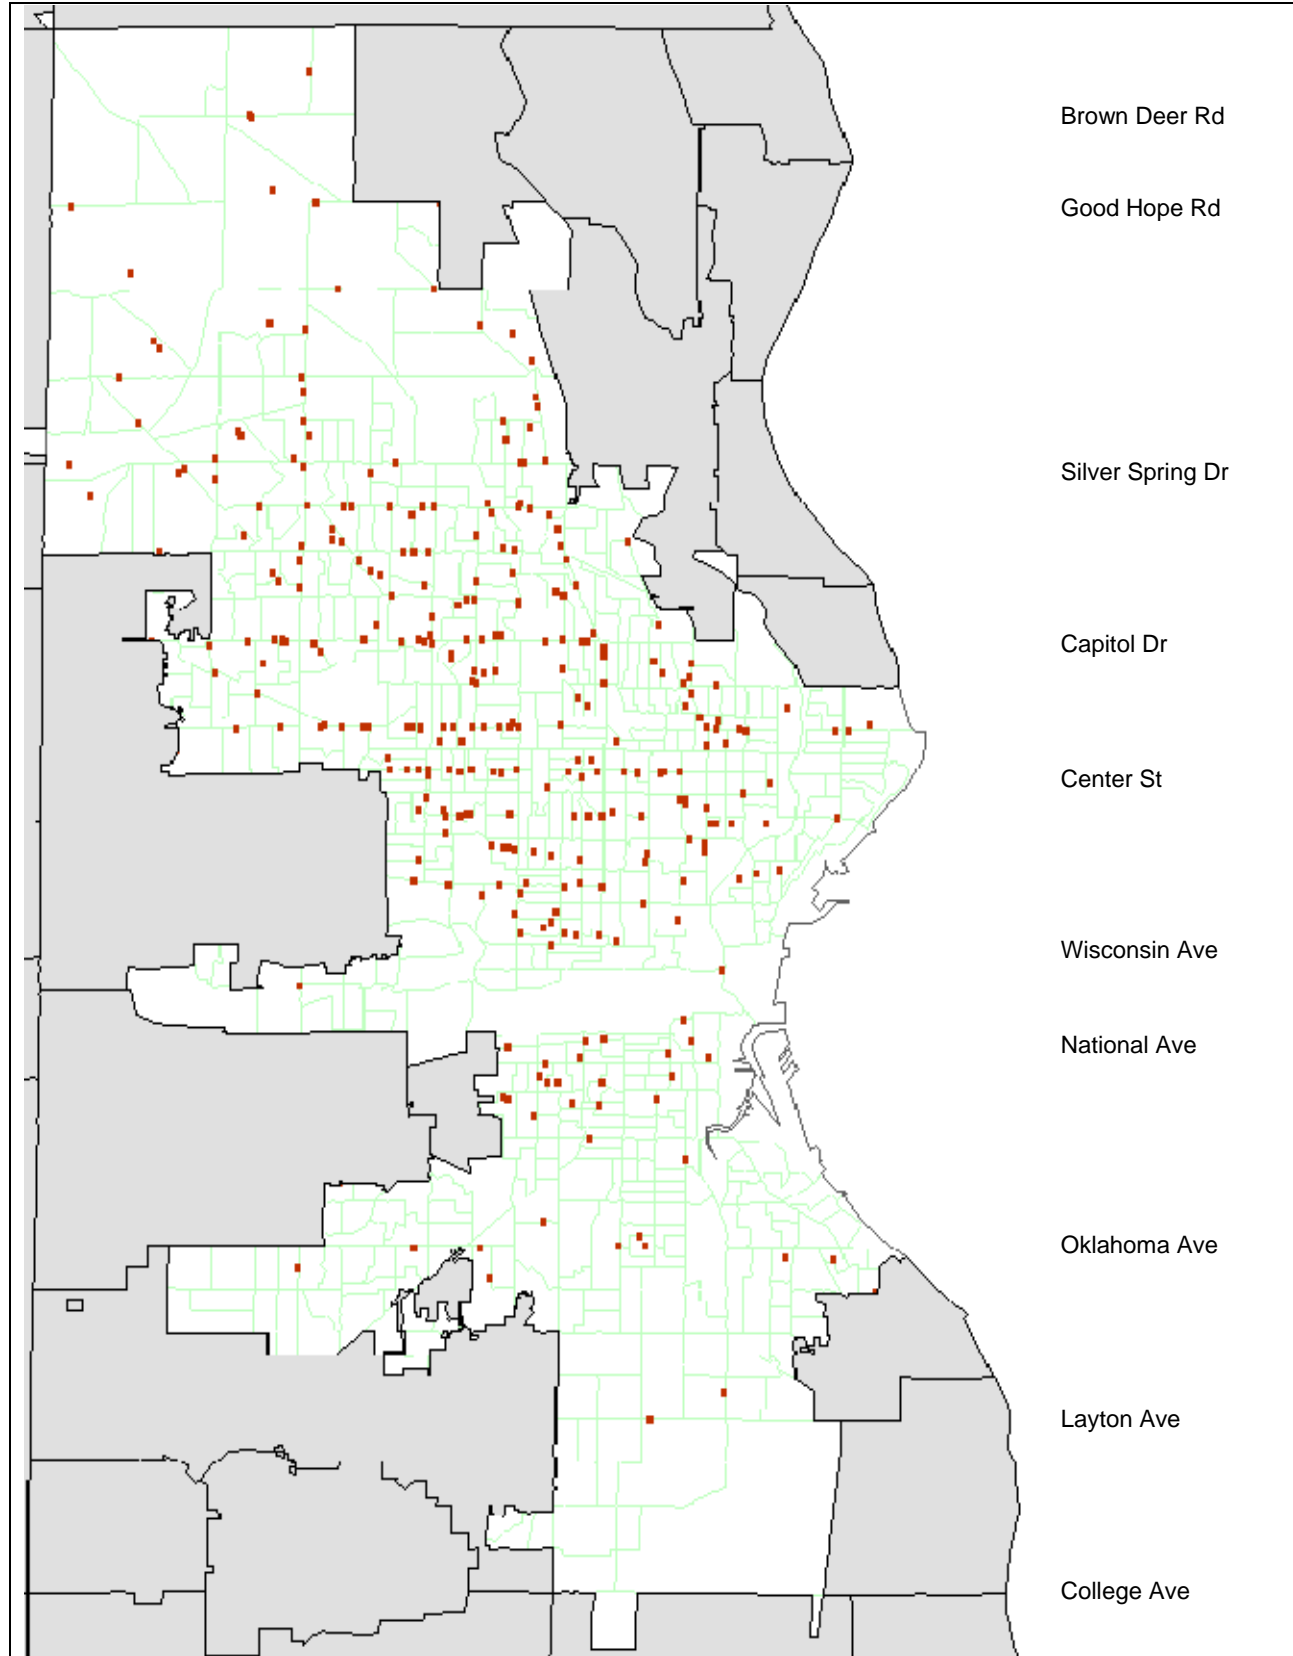 Brown Deer Rd
Good Hope Rd
Silver Spring Dr
Capitol Dr
Center St
Wisconsin Ave
National Ave
Oklahoma Ave
Layton Ave
College Ave